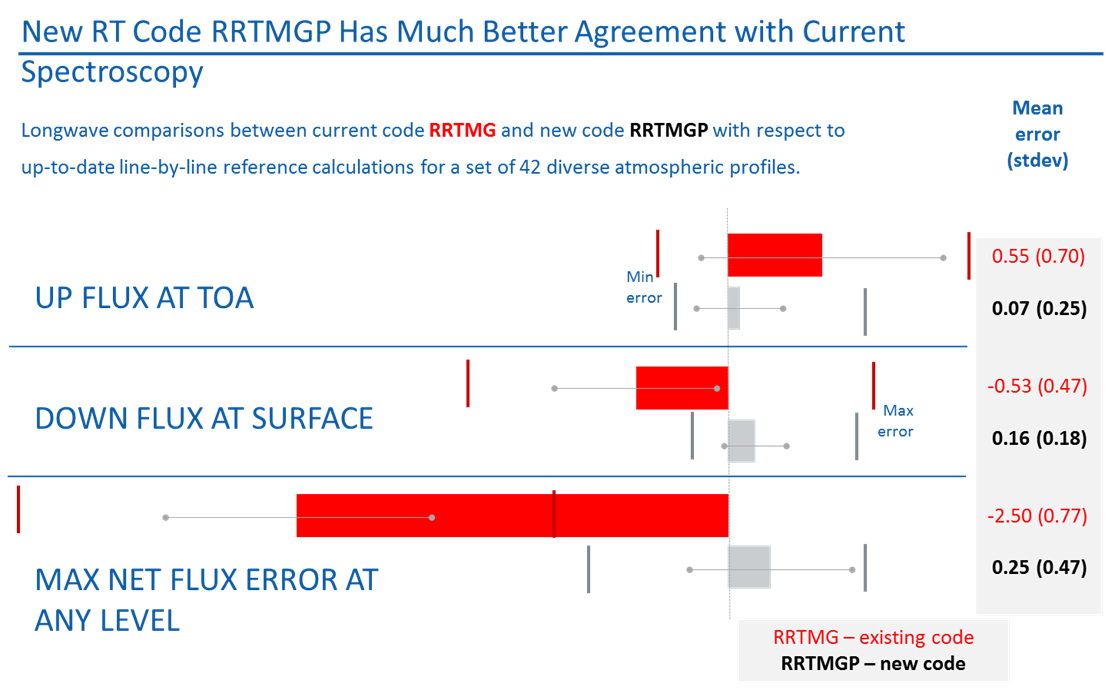 New RT Code RRTMGP Has Much Better Agreement with Current
Spectroscopy
Mean
error
(stdev)
Longwave comparisons between current code RRTMG and new code RRTMGP with respect to
up-to-date line-by-line reference calculations for a set of 42 diverse atmospheric profiles.
0.55 (0.70)
Min
error
UP FLUX AT TOA
0.07 (0.25)
-0.53 (0.47)
DOWN FLUX AT SURFACE
Max
error
0.16 (0.18)
-2.50 (0.77)
0.25 (0.47)
MAX NET FLUX ERROR AT
ANY LEVEL
RRTMG – existing code
RRTMGP – new code